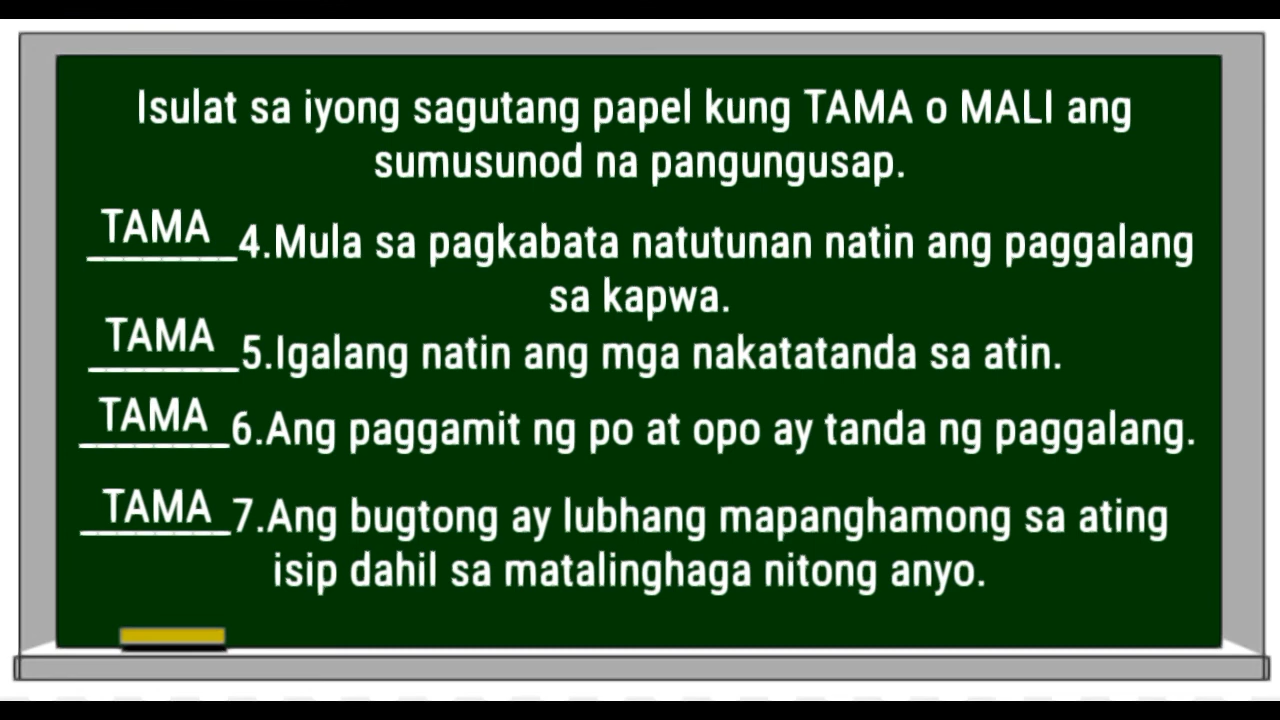 Isulat sa iyong sagutang papel kung TAMA o MALI ang
sumusunod na pangungusap.
TAMA 4.Mula sa pagkabata natutunan natin ang paggalang
sa kapwa.
TAMA 5.Igalang natin ang mga nakatatanda sa atin.
TAMA 6.Ang paggamit ng po at opo ay tanda ng paggalang.
TAMA 7.Ang bugtong ay lubhang mapanghamong sa ating
isip dahil sa matalinghaga nitong anyo.